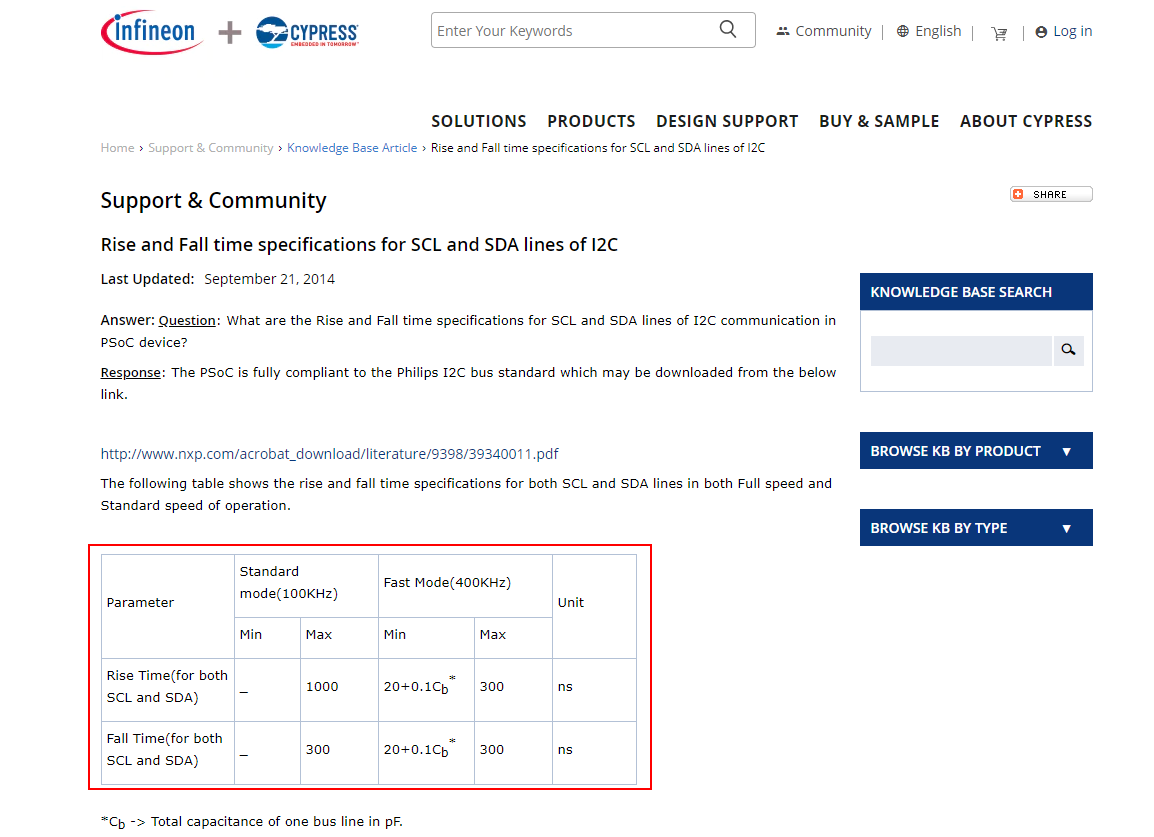 infineon + CYPRESS
EMBEDDED IN TOMORROW
Enter Your Keywords
Community | English | | Log in
SOLUTIONS PRODUCTS DESIGN SUPPORT BUY & SAMPLE ABOUT CYPRESS
Home › Support & Community › Knowledge Base Article › Rise and Fall time specifications for SCL and SDA lines of I2C
Support & Community
SHARE
Rise and Fall time specifications for SCL and SDA lines of I2C
Last Updated: September 21, 2014
Answer: Question: What are the Rise and Fall time specifications for SCL and SDA lines of I2C communication in
PSoC device?
Response: The PSoC is fully compliant to the Philips I2C bus standard which may be downloaded from the below
link.
http://www.nxp.com/acrobat_download/literature/9398/39340011.pdf
The following table shows the rise and fall time specifications for both SCL and SDA lines in both Full speed and
Standard speed of operation.
Parameter
Standard
mode(100KHz)
Fast Mode(400KHz)
Unit
Min Max Min Max
Rise Time(for both
SCL and SDA)
_ 1000 20+0.1Cb* 300 ns
Fall Time(for both
SCL and SDA)
_ 300 20+0.1Cb* 300 ns
*Cb -> Total capacitance of one bus line in pF.
KNOWLEDGE BASE SEARCH
BROWSE KB BY PRODUCT ▼
BROWSE KB BY TYPE ▼